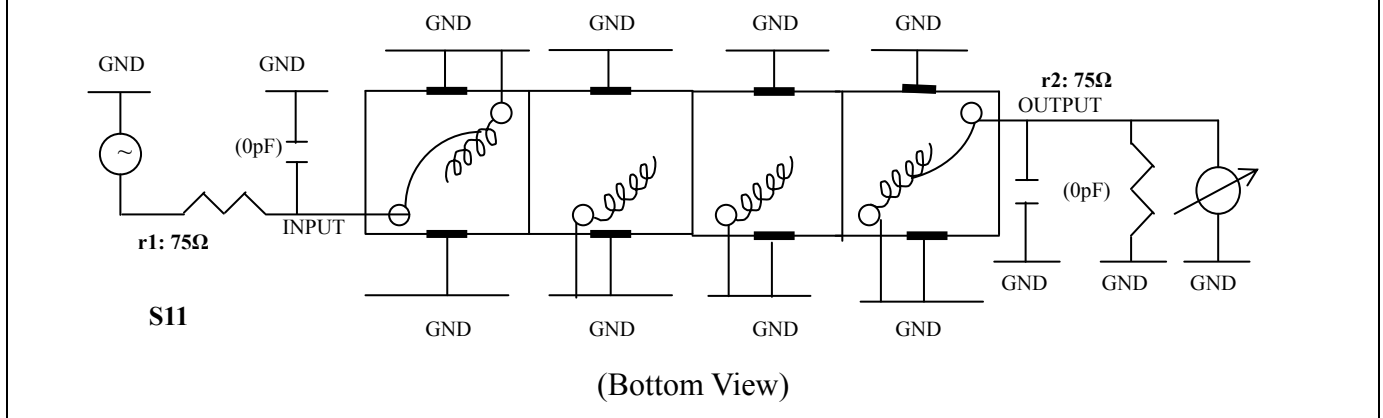 GND
GND
GND
GND
GND
GND
r2: 75Ω
OUTPUT
(0pF)
~
(0pF)
INPUT
r1: 75Ω
GND
GND
GND
S11
GND
GND
GND
GND
(Bottom View)